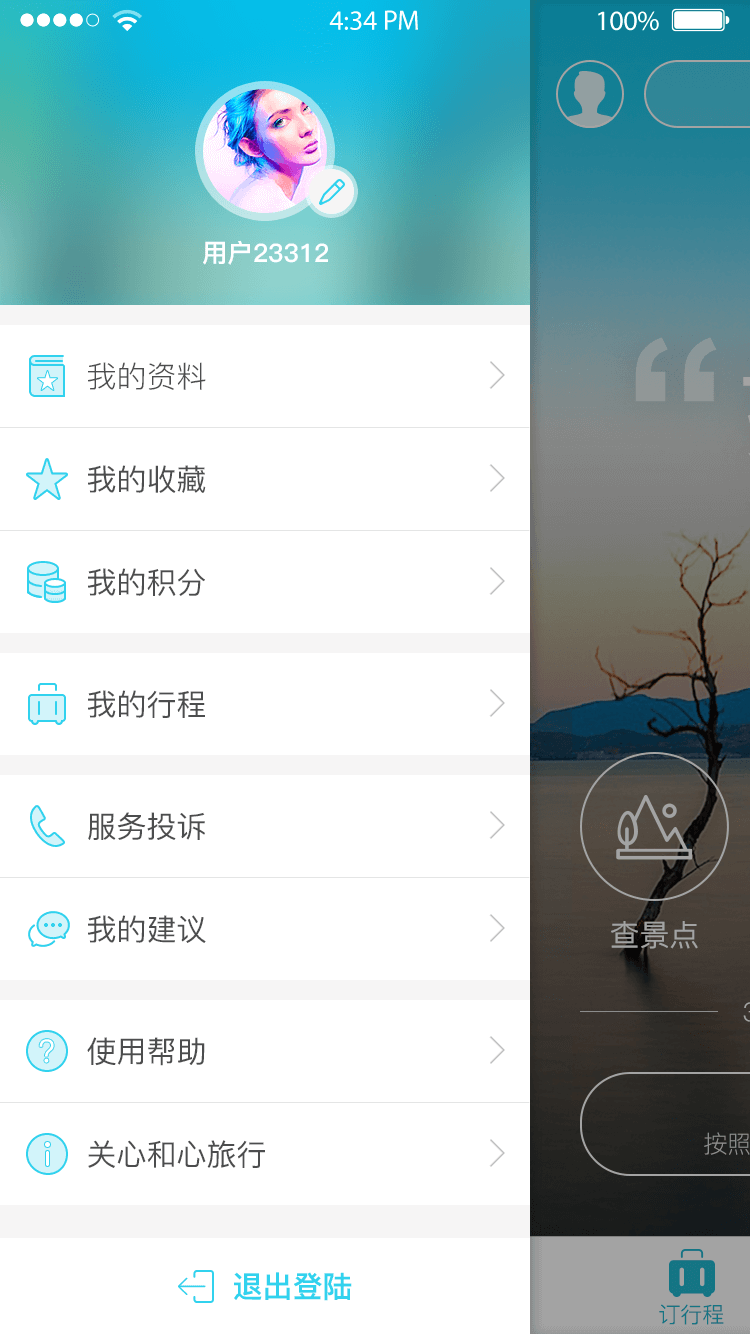 4:34 PM
100%
用户23312
我的资料
我的收藏
我的积分
我的行程
服务投诉
我的建议
使用帮助
关心和心旅行
退出登陆
查景点
按照
订行程